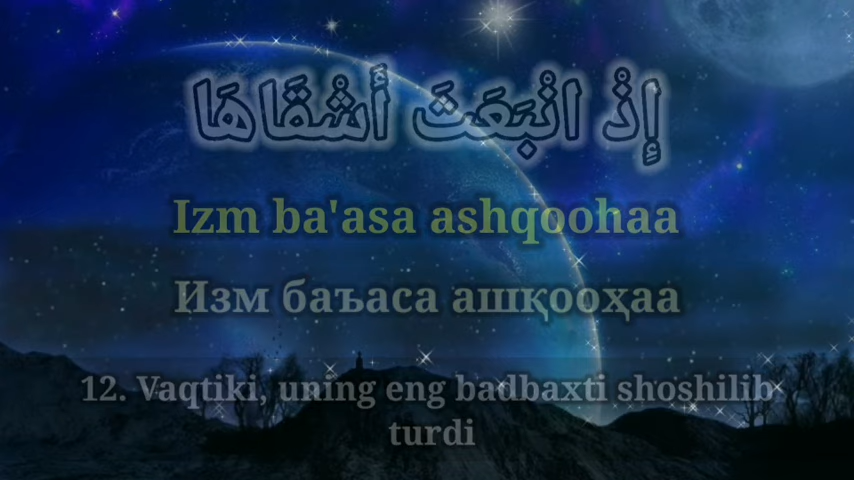 إِذْ انْبَعَثَ أَشْقَاهَا
Izm ba'asa ashqoohaa
Изм баъаса ашқооҳаа
12. Vaqtiki, uning eng badbaxti shoshilib
turdi